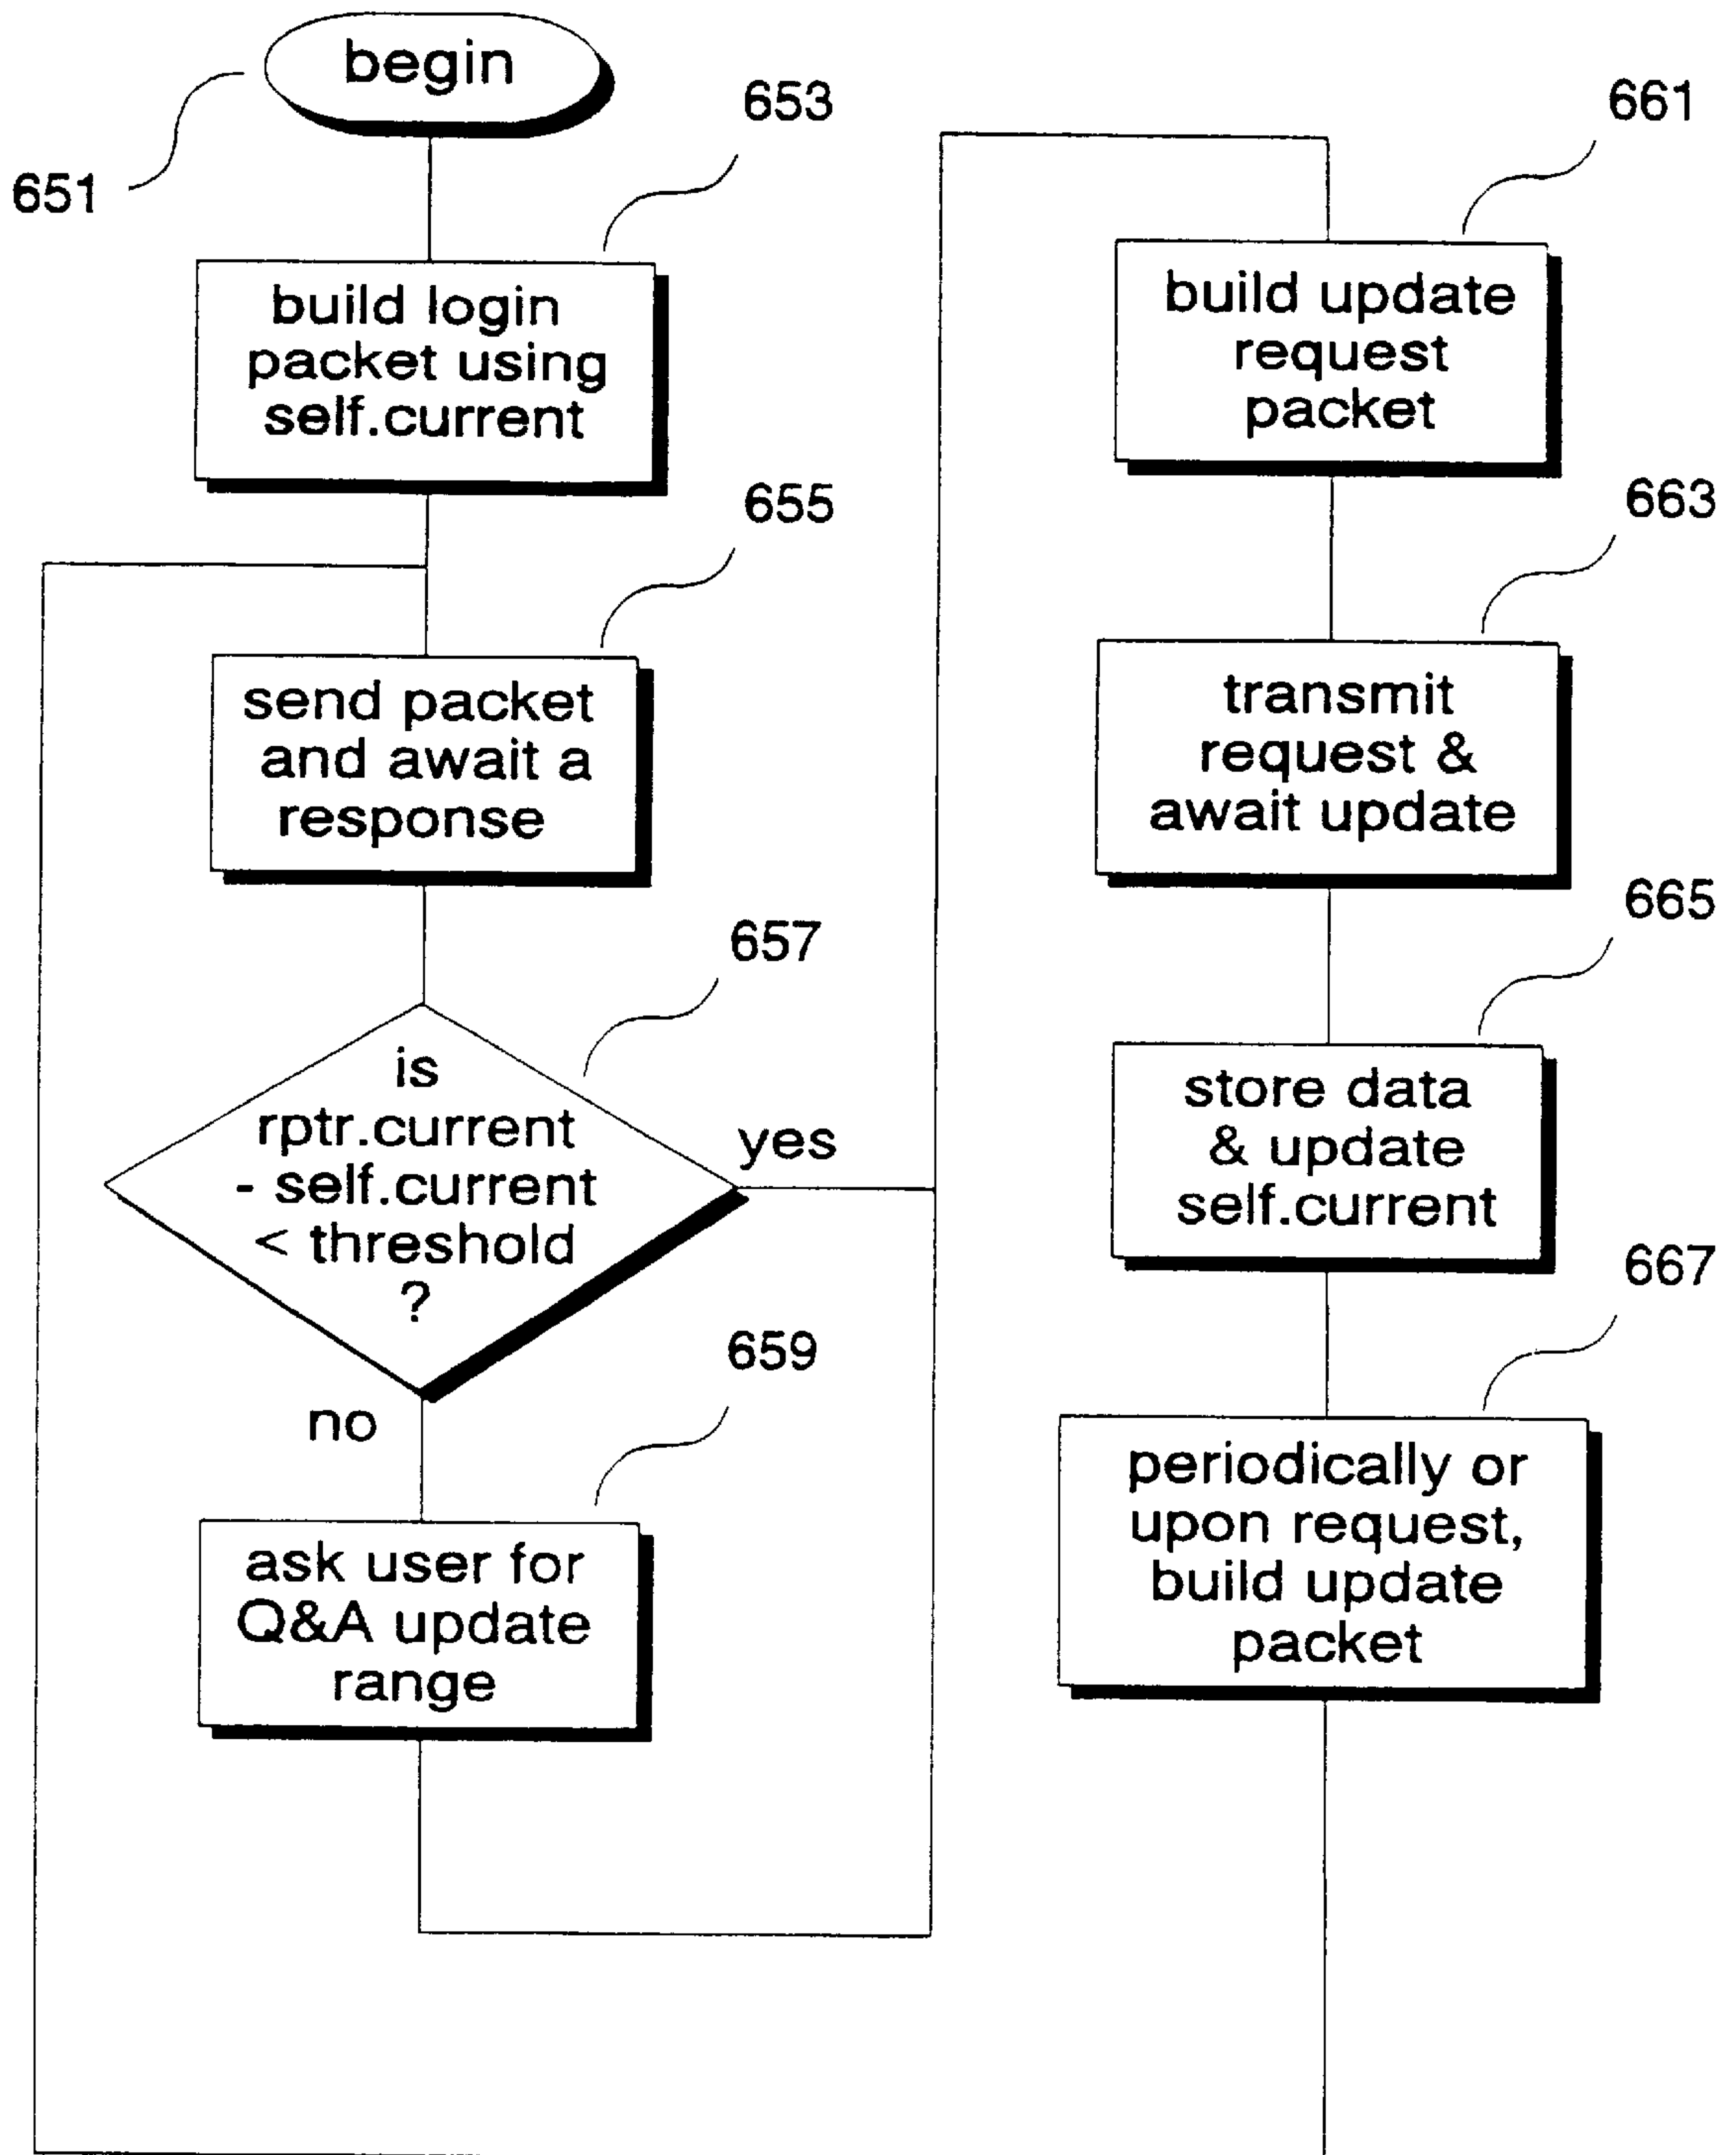 begin
651
653
build login
packet using
self.current
655
send packet
and await a
response
657
is
rptr.current
- self.current
< threshold
?
yes
no
659
ask user for
Q&A update
range
661
build update
request
packet
663
transmit
request &
await update
665
store data
& update
self.current
667
periodically or
upon request,
build update
packet